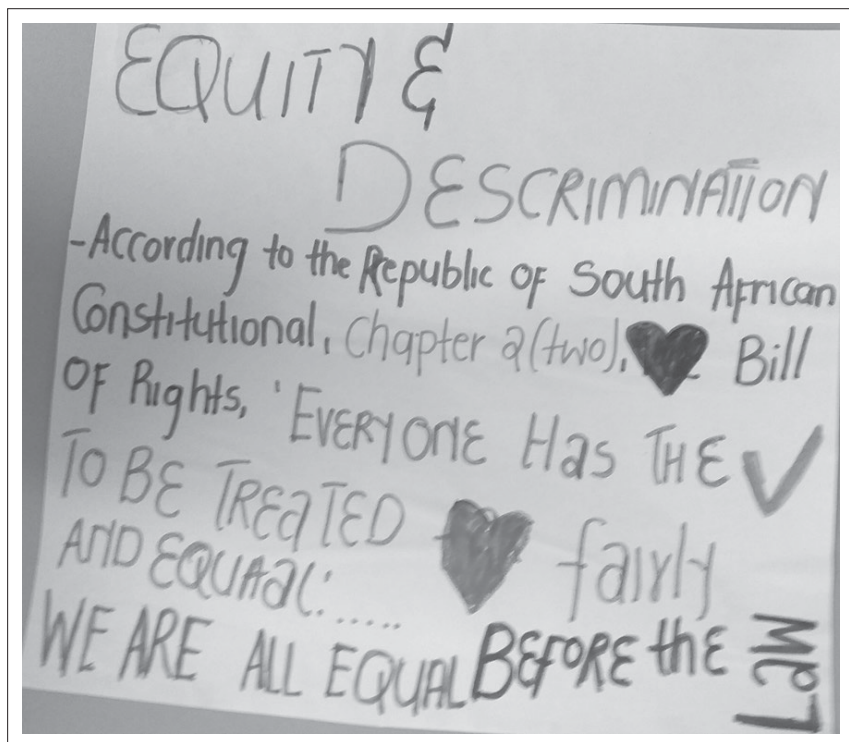 EQUITY &
DESCRIMINATION
-According to the Republic OF South African
Constitutional, Chapter 2(two), Bill
OF Rights, 'EVERYONE Has THE
TO BE TREATED fairly
AND EQUAL:.....
WE ARE ALL EQUAL BEFORE the LAW